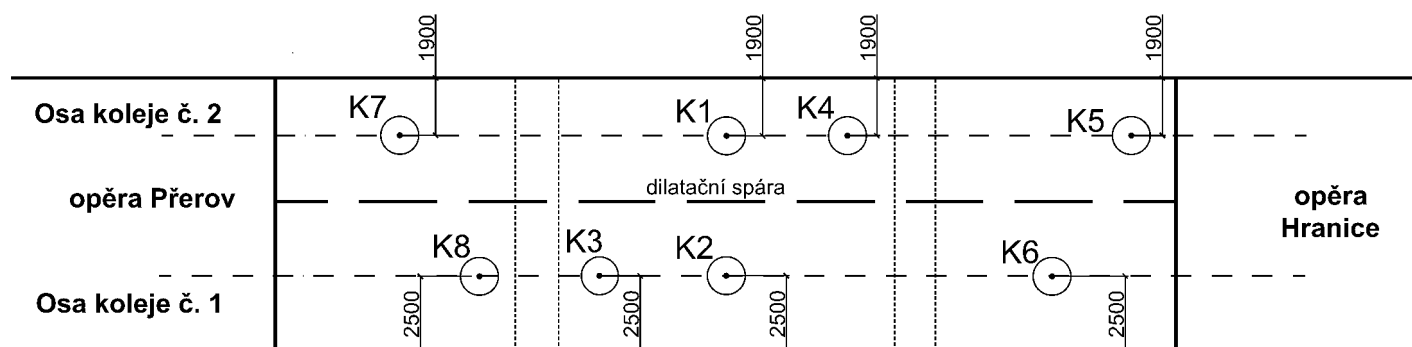 1900 1900 1900 1900
Osa koleje č. 2
K7 K1 K4 K5
dilatační spára
opěra Přerov
opěra
Hranice
K8 K3 K2 K6
Osa koleje č. 1
2500 2500 2500 2500